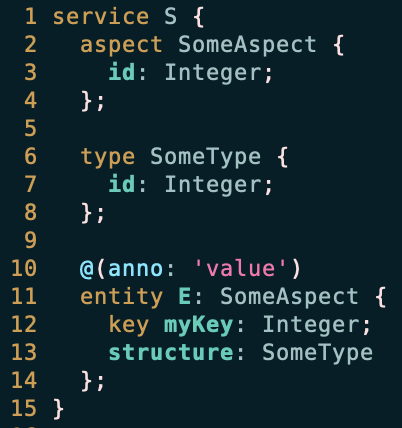 1 service S {
2   aspect SomeAspect {
3     id: Integer;
4   };
5
6   type SomeType {
7     id: Integer;
8   };
9
10   @(anno: 'value')
11   entity E: SomeAspect {
12     key myKey: Integer;
13     structure: SomeType
14   };
15 }